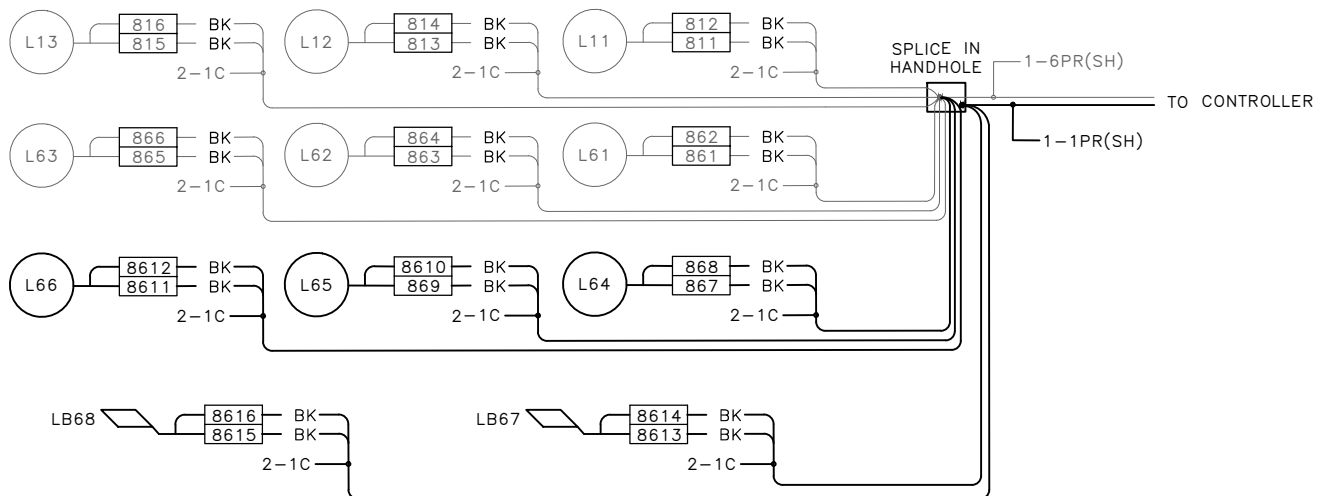 L13 816 BK
815 BK
2-1C
L12 814 BK
813 BK
2-1C
L11 812 BK
811 BK
2-1C
SPLICE IN
HANDHOLE
1-6PR(SH)
TO CONTROLLER
1-1PR(SH)
L63 866 BK
865 BK
2-1C
L62 864 BK
863 BK
2-1C
L61 862 BK
861 BK
2-1C
L66 8612 BK
8611 BK
2-1C
L65 8610 BK
869 BK
2-1C
L64 868 BK
867 BK
2-1C
LB68 8616 BK
8615 BK
2-1C
LB67 8614 BK
8613 BK
2-1C